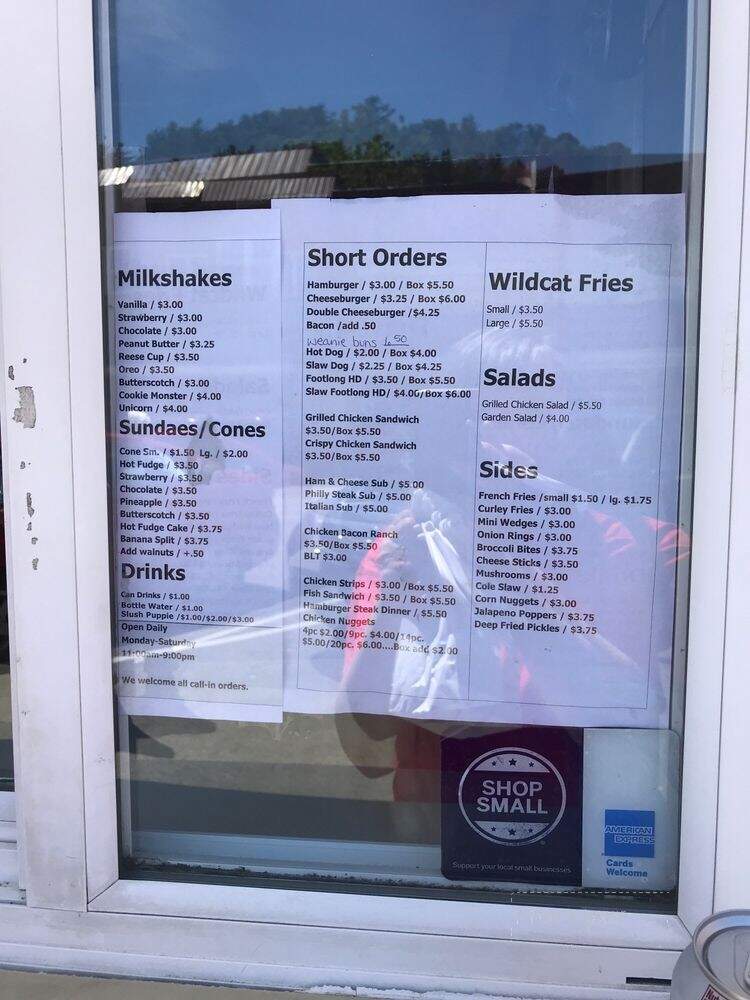 Milkshakes
Vanilla / $3.00
Strawberry / $3.00
Chocolate / $3.00
Peanut Butter / $3.25
Reese Cup / $3.50
Oreo / $3.50
Butterscotch / $3.00
Cookie Monster / $4.00
Unicorn / $4.00
Sundaes/Cones
Cone Sm. / $1.50 Lg. / $2.00
Hot Fudge / $3.50
Strawberry / $3.50
Chocolate / $3.50
Pineapple / $3.50
Butterscotch / $3.50
Hot Fudge Cake / $3.75
Banana Split / $3.75
Add walnuts / +.50
Drinks
Can Drinks / $1.00
Bottle Water / $1.00
Slush Puppie /$1.00/$2.00/$3.00
Open Daily
Monday-Saturday
11:00am-9:00pm
We welcome all call-in orders.
Short Orders
Hamburger / $3.00 / Box $5.50
Cheeseburger / $3.25 / Box $6.00
Double Cheeseburger /$4.25
Bacon /add .50
weanie buns 1.50
Hot Dog / $2.00 / Box $4.00
Slaw Dog / $2.25 / Box $4.25
Footlong HD / $3.50 / Box $5.50
Slaw Footlong HD/ $4.00/Box $6.00
Grilled Chicken Sandwich
$3.50/Box $5.50
Crispy Chicken Sandwich
$3.50/Box $5.50
Ham & Cheese Sub / $5.00
Philly Steak Sub / $5.00
Italian Sub / $5.00
Chicken Bacon Ranch
$3.50/Box $5.50
BLT $3.00
Chicken Strips / $3.00 /Box $5.50
Fish Sandwich / $3.50 / Box $5.50
Hamburger Steak Dinner / $5.50
Chicken Nuggets
4pc $2.00/9pc. $4.00/14pc.
$5.00/20pc. $6.00....Box add $2.00
Wildcat Fries
Small / $3.50
Large / $5.50
Salads
Grilled Chicken Salad / $5.50
Garden Salad / $4.00
Sides
French Fries /small $1.50 / lg. $1.75
Curley Fries / $3.00
Mini Wedges / $3.00
Onion Rings / $3.00
Broccoli Bites / $3.75
Cheese Sticks / $3.50
Mushrooms / $3.00
Cole Slaw / $1.25
Corn Nuggets / $3.00
Jalapeno Poppers / $3.75
Deep Fried Pickles / $3.75
SHOP
SMALL
Support your local small businesses
AMERICAN
EXPRESS
Cards
Welcome